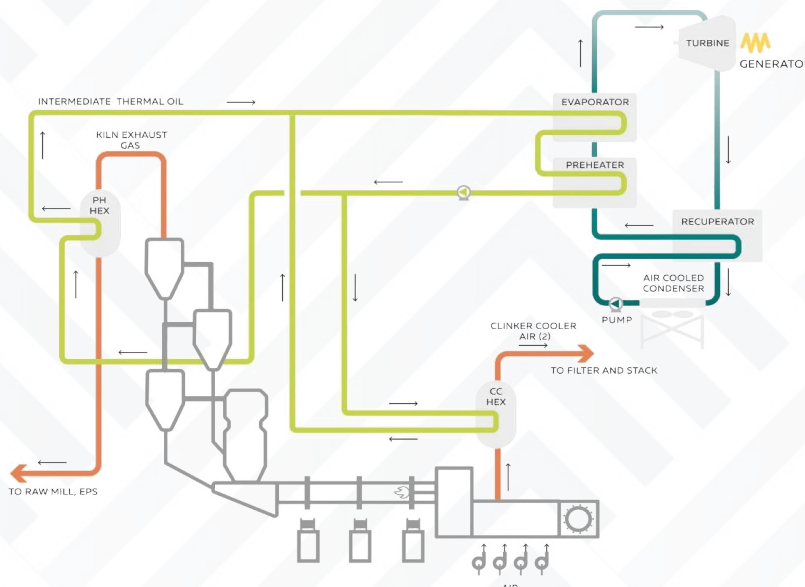 TURBINE
GENERATO
INTERMEDIATE THERMAL OIL
EVAPORATOR
KILN EXHAUST
GAS
PREHEATER
PH
HEX
RECUPERATOR
AIR COOLED
CONDENSER
PUMP
CLINKER COOLER
AIR (2)
TO FILTER AND STACK
CC
HEX
TO RAW MILL, EPS
AIR